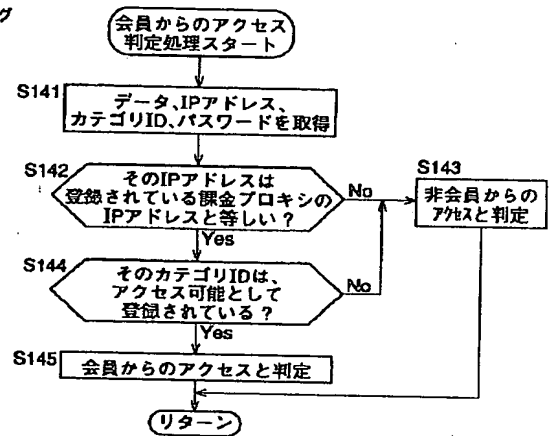 グ
会員からのアクセス
判定処理スタート
S141
データ、IPアドレス、
カテゴリID、パスワードを取得
S142
そのIPアドレスは
登録されている課金プロキシの
IPアドレスと等しい？
No
Yes
S143
非会員からの
アクセスと判定
S144
そのカテゴリIDは、
アクセス可能として
登録されている？
No
Yes
S145
会員からのアクセスと判定
リターン